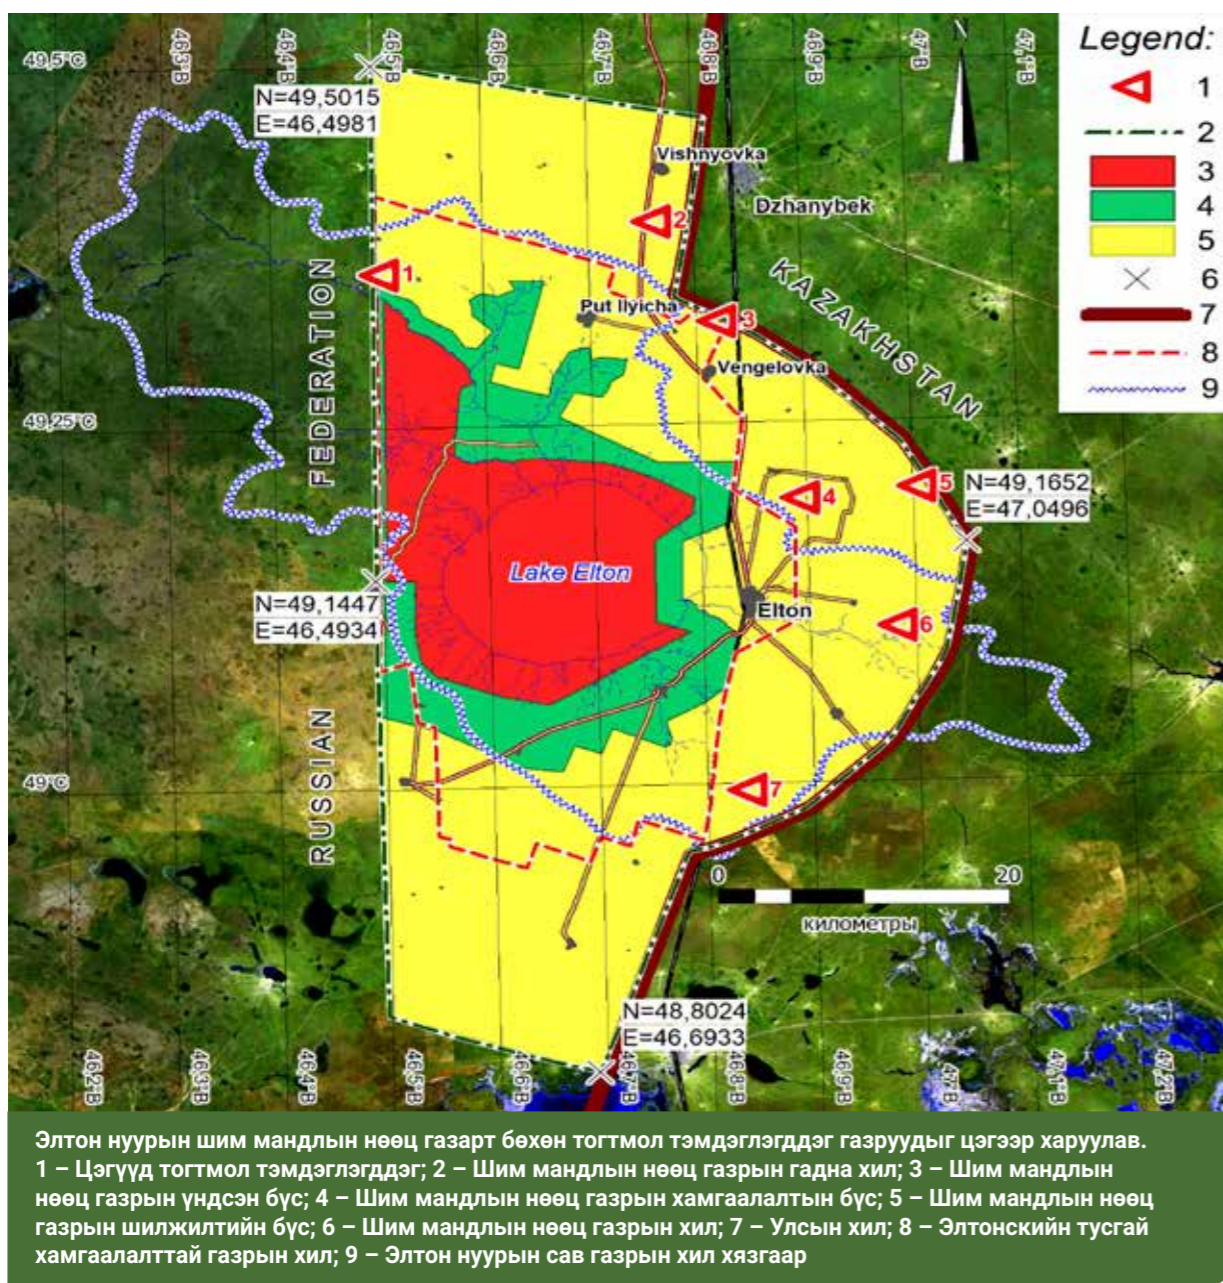 46,3°В
46,4°В
46,5°В
46,6°В
46,7°В
46,8°В
46,9°В
47°В
47,1°В
49,5°С
N
N=49,5015
E=46,4981
Legend:
1
2
3
4
5
6
7
8
9
Vishnyovka
Dzhanybek
2
1
FEDERATION
KAZAKHSTAN
Put Ilyicha
3
Vengelovka
49,25°С
5
N=49,1652
E=47,0496
4
Lake Elton
N=49,1447
E=46,4934
Elton
6
RUSSIAN
49°С
7
0 20
километры
N=48,8024
E=46,6933
46,2°В
46,3°В
46,4°В
46,5°В
46,6°В
46,7°В
46,8°В
46,9°В
47°В
47,1°В
47,2°В
Элтон нуурын шим мандлын нөөц газарт бөхөн тогтмол тэмдэглэгддэг газруудыг цэгээр харуулав.
1 – Цэгүүд тогтмол тэмдэглэгддэг; 2 – Шим мандлын нөөц газрын гадна хил; 3 – Шим мандлын
нөөц газрын үндсэн бүс; 4 – Шим мандлын нөөц газрын хамгаалалтын бүс; 5 – Шим мандлын нөөц
газрын шилжилтийн бүс; 6 – Шим мандлын нөөц газрын хил; 7 – Улсын хил; 8 – Элтонскийн тусгай
хамгаалалттай газрын хил; 9 – Элтон нуурын сав газрын хил хязгаар